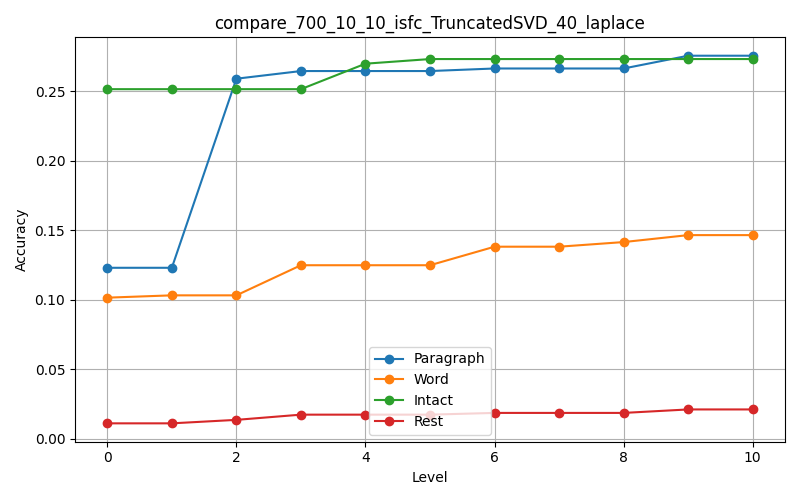 compare_700_10_10_isfc_TruncatedSVD_40_laplace
Accuracy
0.25
0.20
0.15
0.10
0.05
0.00
Paragraph
Word
Intact
Rest
0 2 4 6 8 10
Level